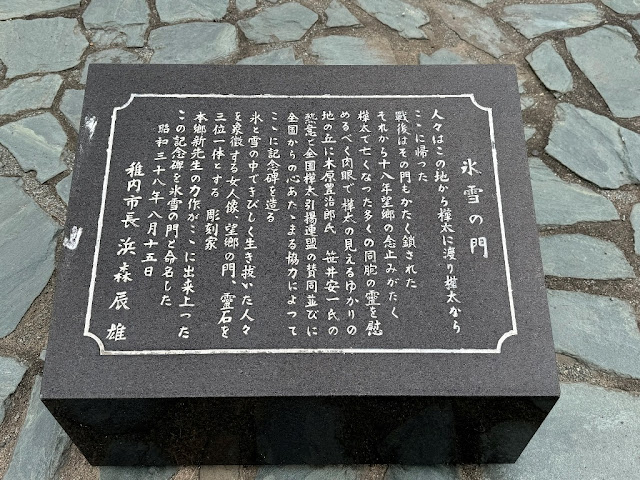 氷雪の門
人々はこの地から樺太に渡り樺太から
ここに帰った
戦後はその門もかたく鎖された
それから十八年望郷の念止みがたく
樺太で亡くなった多くの同胞の霊を慰
めるべく肉眼で樺太の見えるゆかりの
地の丘に木原豊治郎氏 笹井安一氏の
熱意と全国樺太引揚連盟の賛同並びに
全国からの心あたゝまる協力によって
ここに記念碑を造る
氷と雪の中できびしく生き抜いた人々
を象徴する女人像、望郷の門、霊石を
三位一体とする 彫刻家
本郷新先生の力作がここに出来上った
この記念碑を氷雪の門と命名した
昭和三十八年八月十五日
稚内市長 浜森辰雄